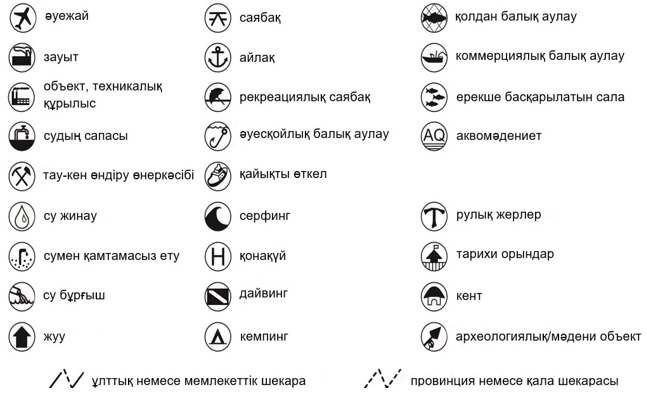 әуежай
зауыт
объект, техникалық
құрылыс
судың сапасы
тау-кен өндіру өнеркәсібі
су жинау
сумен қамтамасыз ету
су бұрғыш
жуу
саябақ
айлақ
рекреациялық саябақ
әуесқойлық балық аулау
қайықты өткел
серфинг
H қонақүй
дайвинг
кемпинг
қолдан балық аулау
коммерциялық балық аулау
ерекше басқарылатын сала
AQ аквомәдениет
рулық жерлер
тарихи орындар
кент
археологиялық/мәдени объект
ұлттық немесе мемлекеттік шекара
провинция немесе қала шекарасы